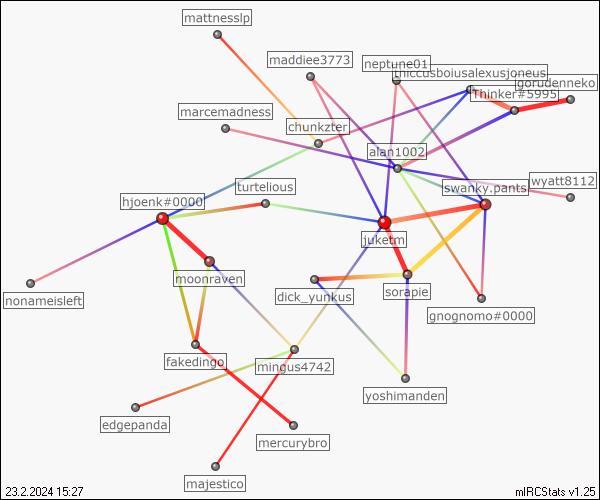 mattnesslp
maddiee3773
neptune01
thiccusboiusalexusjoneus
gorudenneko
Thinker#5995
marcemadness
chunkzter
alan1002
turtelious
swanky.pants
wyatt8112
hjoenk#0000
juketm
moonraven
nonameisleft
dick_yunkus
sorapie
gnognomo#0000
fakedingo
mingus4742
yoshimanden
edgepanda
mercurybro
majestico
23.2.2024 15:27
mIRCStats v1.25